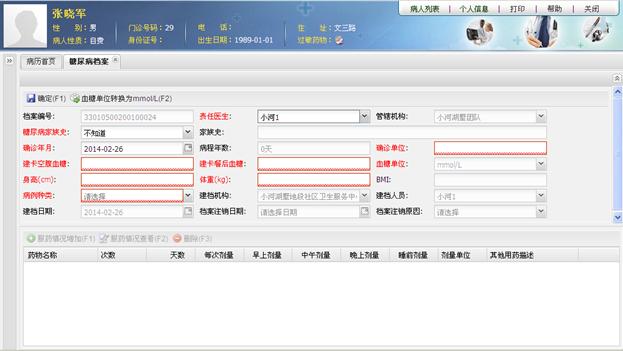 病人列表 | 个人信息 | 打印 | 帮助 | 关闭
张晓军
性 别：男 门诊号码：29 电 话： 住 址：文三路
病人性质：自费 身份证号： 出生日期：1989-01-01 过敏药物：
病历首页 糖尿病档案
确定(F1) 血糖单位转换为mmol/L(F2)
档案编号： 33010500200100024 责任医生： 小河1 管辖机构： 小河湖墅团队
糖尿病家族史： 不知道 家族史：
确诊年月： 2014-02-26 病程年数： 0天 确诊单位：
建卡空腹血糖： 建卡餐后血糖： 血糖单位： mmol/L
身高(cm)： 体重(kg)： BMI：
病例种类： 请选择 建档机构： 小河湖墅地段社区卫生服务中 建档人员： 小河1
建档日期： 2014-02-26 档案注销日期： 请选择日期 档案注销原因： 请选择
服药情况增加(F1) 服药情况查看(F2) 删除(F3)
药物名称 次数 天数 每次剂量 早上剂量 中午剂量 晚上剂量 睡前剂量 剂量单位 其他用药描述